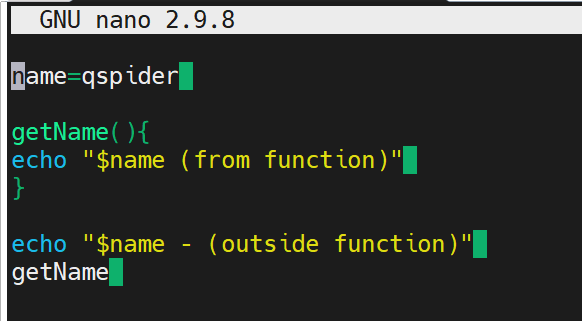 GNU nano 2.9.8
name=qspider
getName(){
echo "$name (from function)"
}
echo "$name - (outside function)"
getName